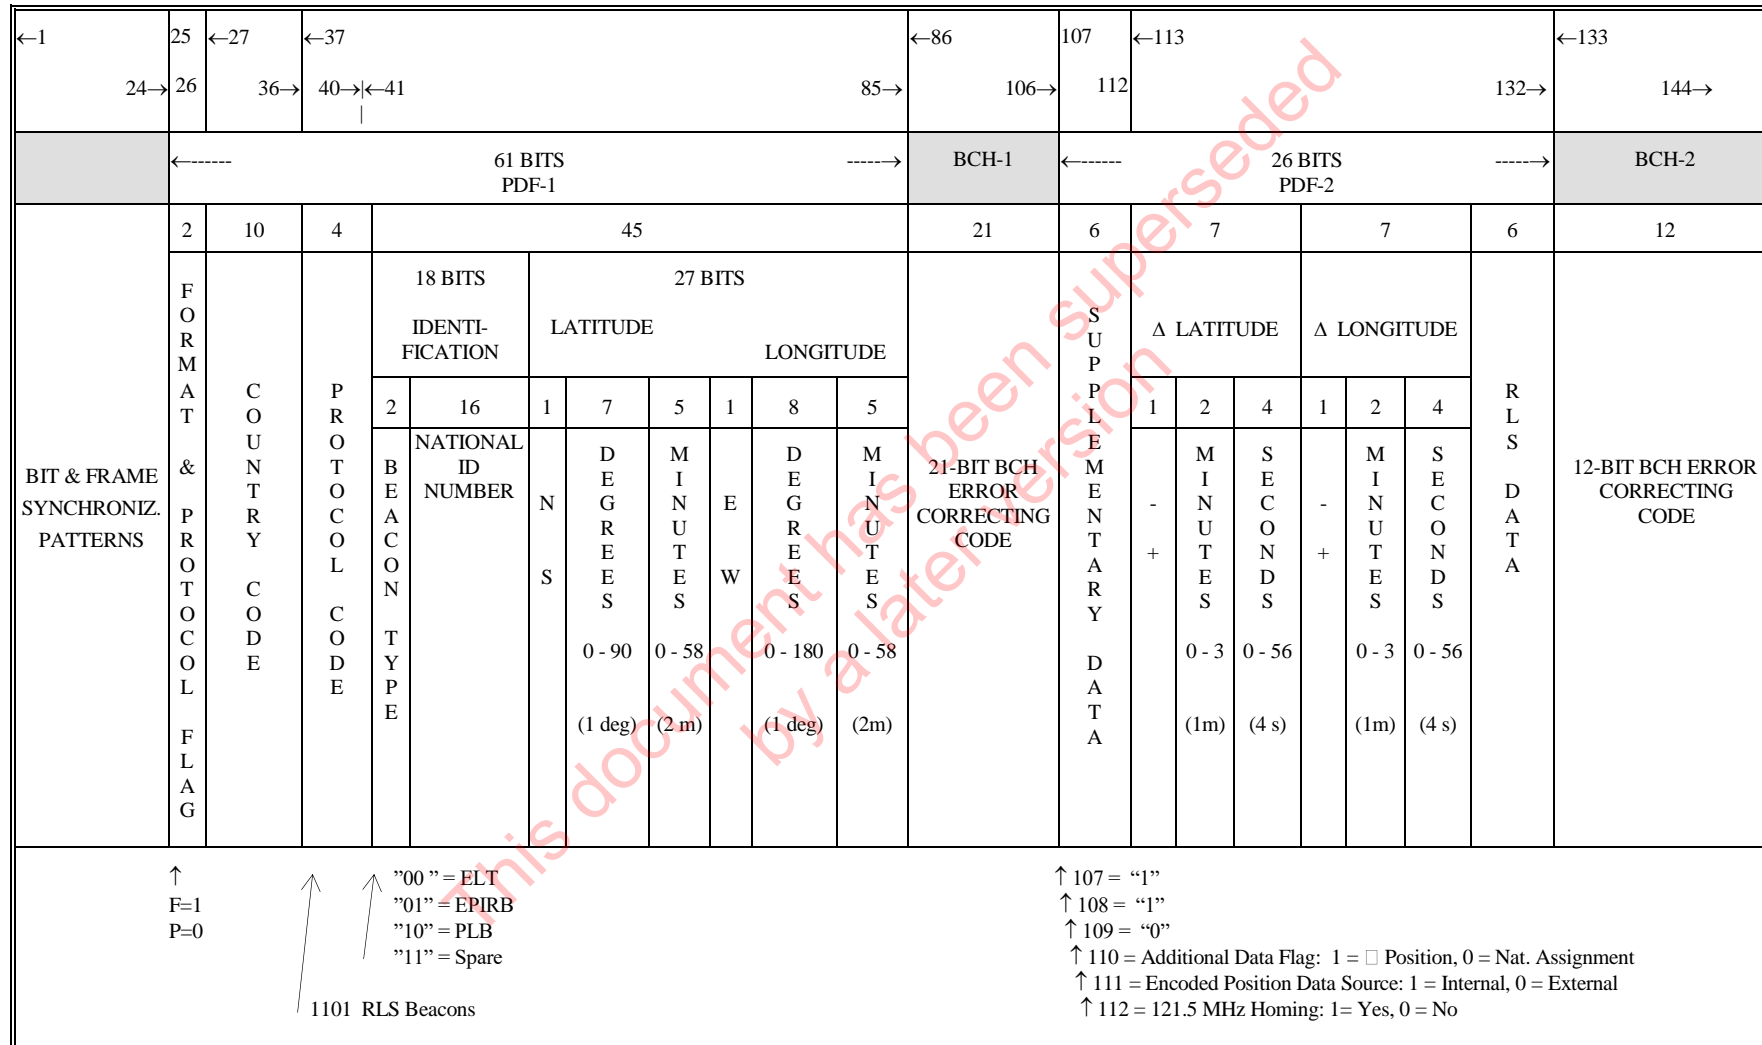 ←1 25 ←27 ←37 ←86 107 ←113 ←133
24→ 26 36→ 40→|←41 85→ 106→ 112 132→ 144→
|
←------ 61 BITS -----→ BCH-1 ←------ 26 BITS -----→ BCH-2
PDF-1 PDF-2
2 10 4 45 21 6 7 7 6 12
BIT & FRAME
SYNCHRONIZ.
PATTERNS
FORMAT & PROTOCOL FLAG
COUNTRY CODE
PROTOCOL CODE
18 BITS
IDENTI-
FICATION
27 BITS
LATITUDE
LONGITUDE
2 16 1 7 5 1 8 5
BEACON TYPE
NATIONAL
ID
NUMBER
N
S
DEGREES
0 - 90
(1 deg)
MINUTES
0 - 58
(2 m)
E
W
DEGREES
0 - 180
(1 deg)
MINUTES
0 - 58
(2m)
21-BIT BCH
ERROR
CORRECTING
CODE
SUPPLEMENTARY DATA
Δ LATITUDE
Δ LONGITUDE
1 2 4 1 2 4
-
+
MINUTES
0 - 3
(1m)
SECONDS
0 - 56
(4 s)
-
+
MINUTES
0 - 3
(1m)
SECONDS
0 - 56
(4 s)
RLS DATA
12-BIT BCH ERROR
CORRECTING
CODE
↑
F=1
P=0
1101 RLS Beacons
"00 " = ELT
"01" = EPIRB
"10" = PLB
"11" = Spare
↑ 107 = “1”
↑ 108 = “1”
↑ 109 = “0”
↑ 110 = Additional Data Flag: 1 = □ Position, 0 = Nat. Assignment
↑ 111 = Encoded Position Data Source: 1 = Internal, 0 = External
↑ 112 = 121.5 MHz Homing: 1= Yes, 0 = No
This document has been superseded
by a later version